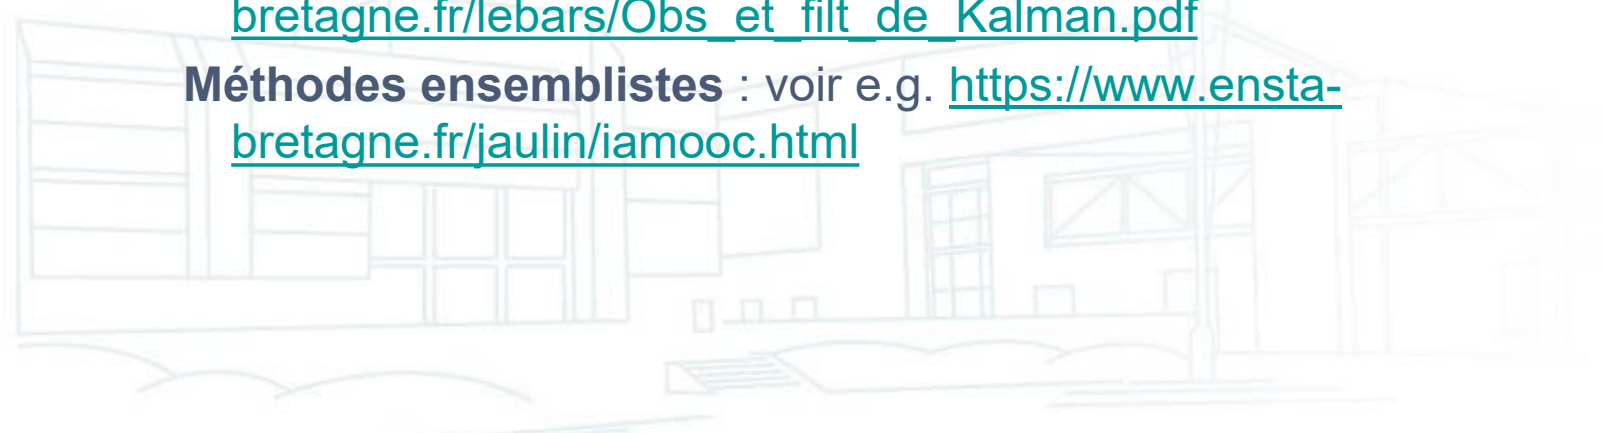 bretagne.fr/lebars/Obs_et_filt_de_Kalman.pdf
Méthodes ensemblistes : voir e.g. https://www.ensta-
bretagne.fr/jaulin/iamooc.html